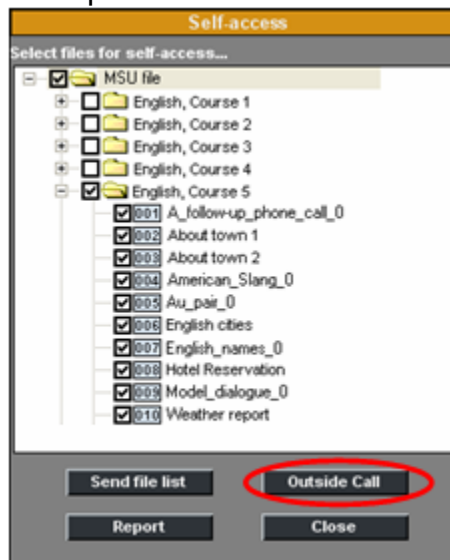 Self-access
Select files for self-access...
MSU file
English, Course 1
English, Course 2
English, Course 3
English, Course 4
English, Course 5
001 A_follow-up_phone_call_0
002 About town 1
003 About town 2
004 American_Slang_0
005 Au_pair_0
006 English cities
007 English_names_0
008 Hotel Reservation
009 Model_dialogue_0
010 Weather report
Send file list Outside Call
Report Close